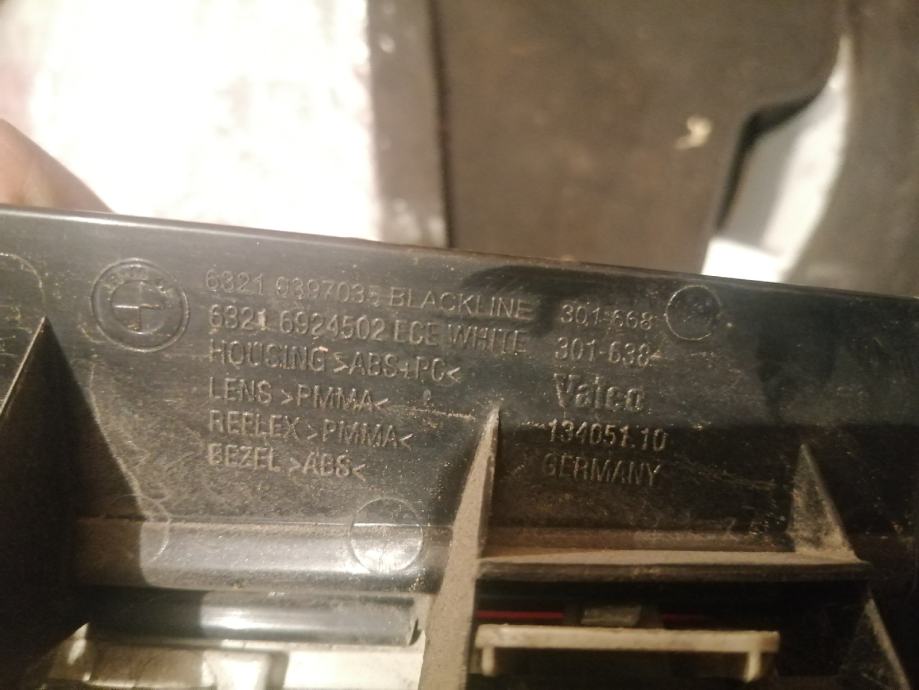 6321 0397035 BLACKLINE 301-668
6321 6924502 ECE WHITE 301-638
HOUSING >ABS+PC<
LENS >PMMA< Valeo
REFLEX >PMMA< 134051.10
BEZEL >ABS< GERMANY